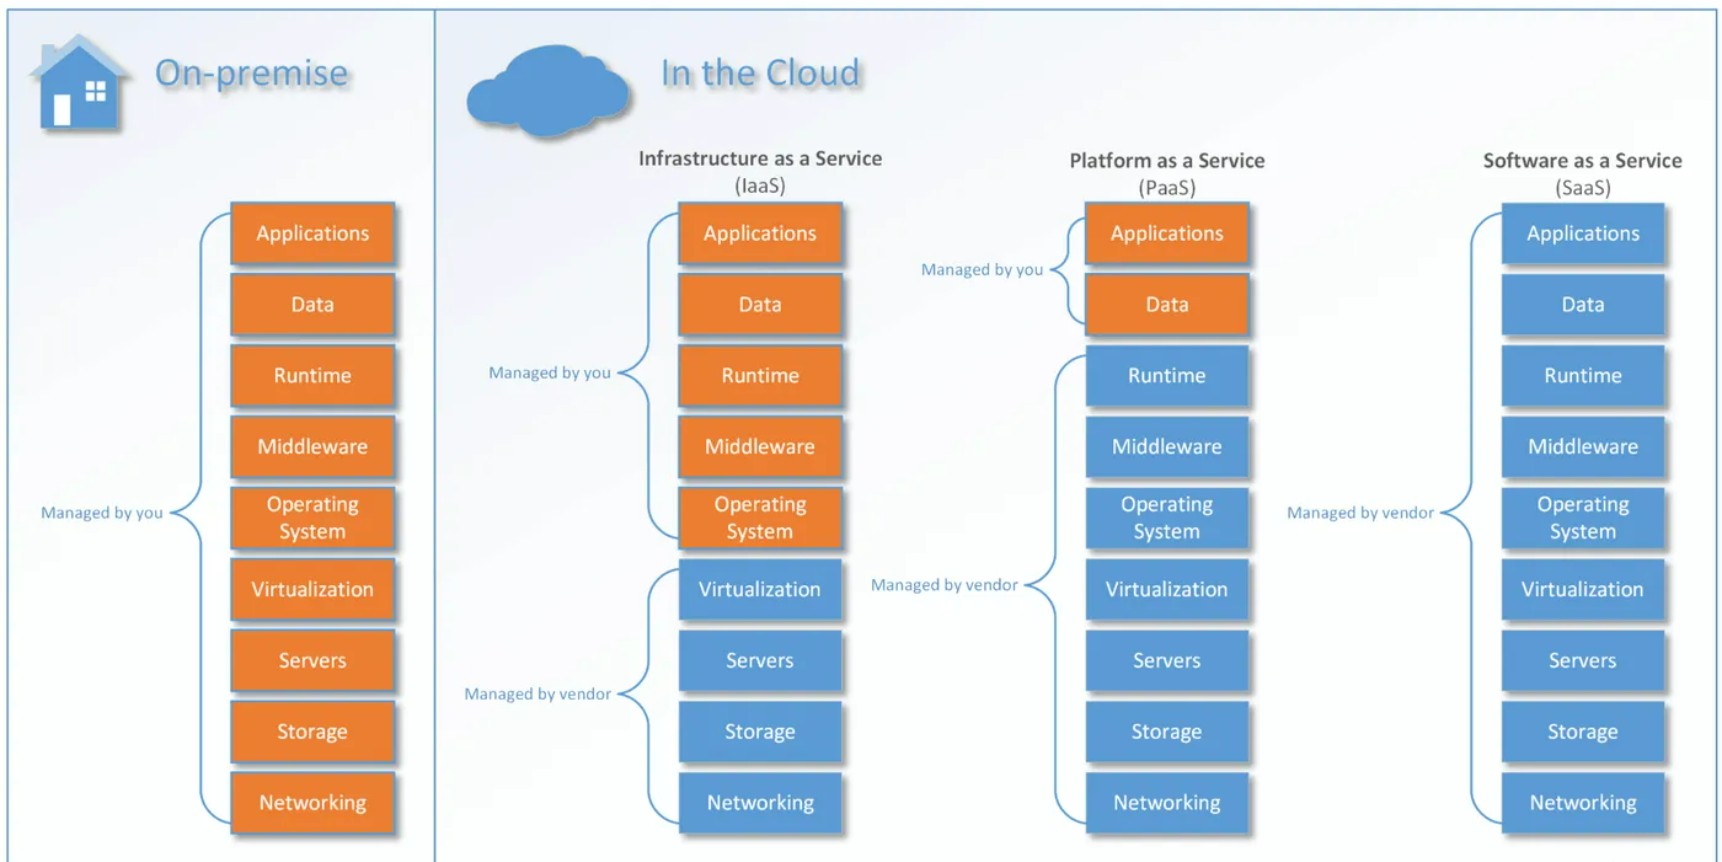 On-premise
Managed by you
Applications
Data
Runtime
Middleware
Operating
System
Virtualization
Servers
Storage
Networking
In the Cloud
Infrastructure as a Service
(IaaS)
Managed by you
Applications
Data
Runtime
Middleware
Operating
System
Managed by vendor
Virtualization
Servers
Storage
Networking
Platform as a Service
(PaaS)
Managed by you
Applications
Data
Managed by vendor
Runtime
Middleware
Operating
System
Virtualization
Servers
Storage
Networking
Software as a Service
(SaaS)
Managed by vendor
Applications
Data
Runtime
Middleware
Operating
System
Virtualization
Servers
Storage
Networking